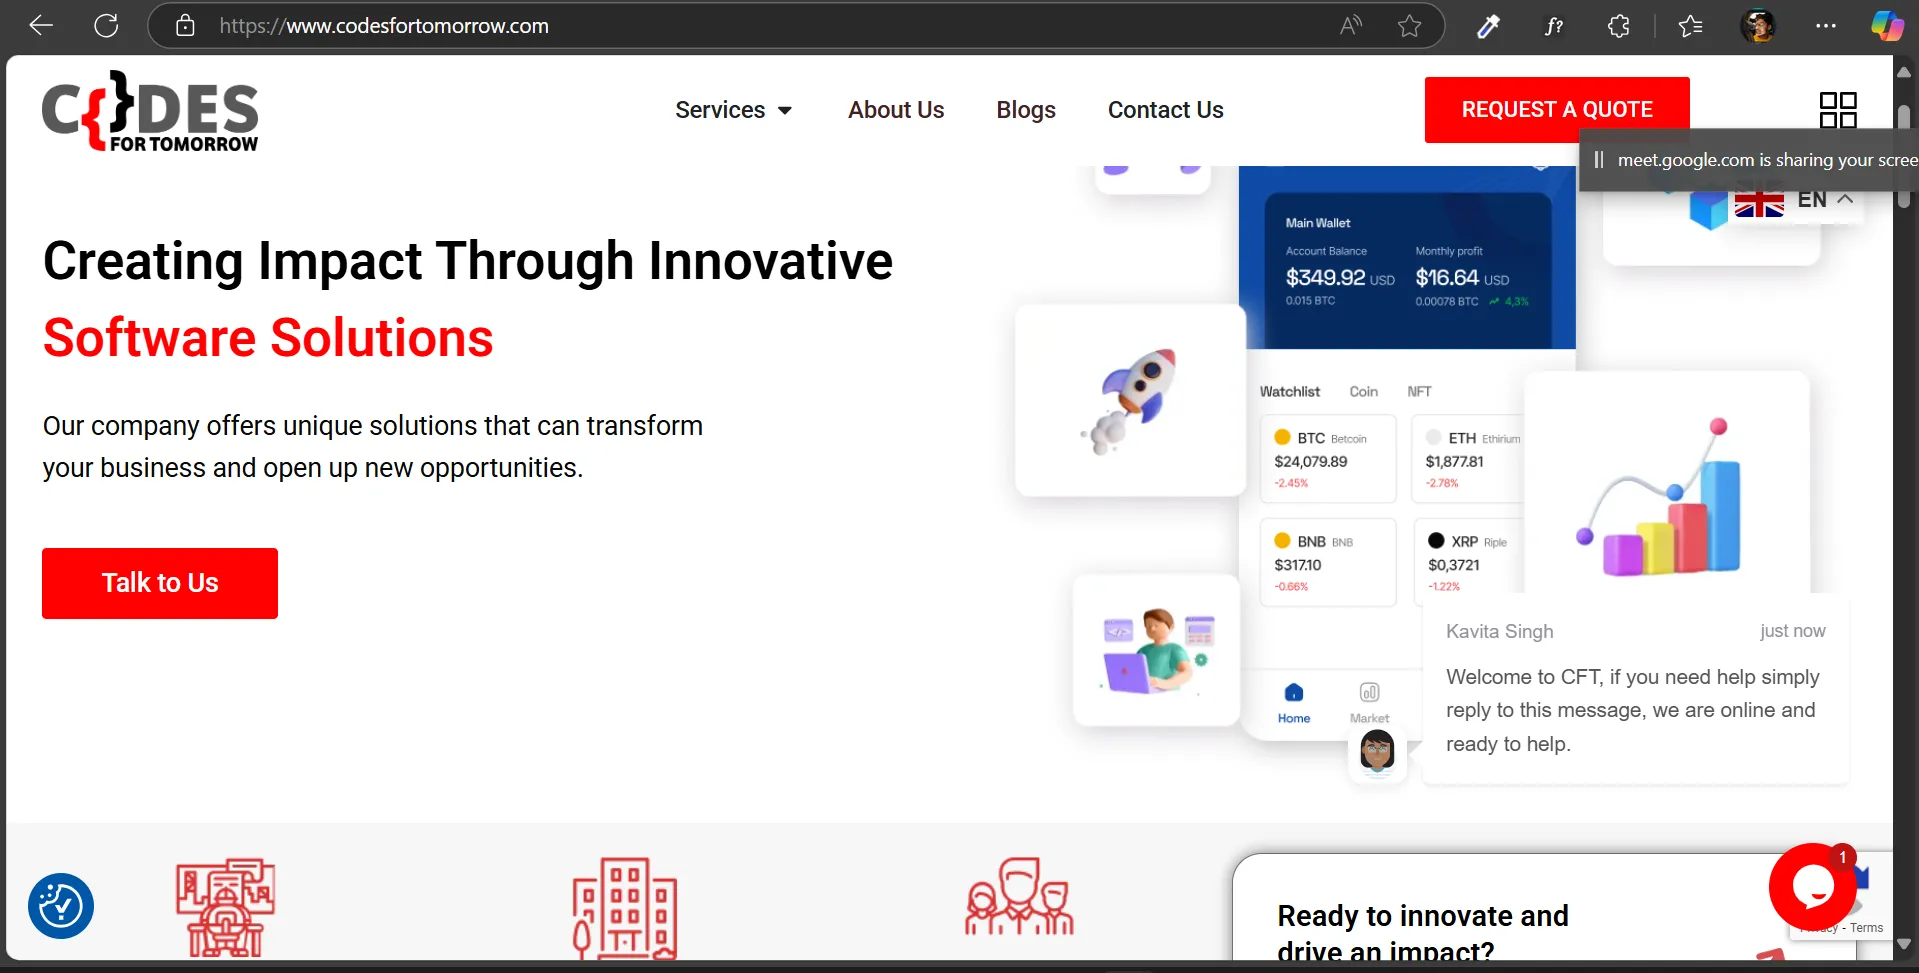 https://www.codesfortomorrow.com
C{}DES
FOR TOMORROW
Services
About Us
Blogs
Contact Us
REQUEST A QUOTE
meet.google.com is sharing your scree
EN
Creating Impact Through Innovative
Software Solutions
Our company offers unique solutions that can transform
your business and open up new opportunities.
Talk to Us
Main Wallet
Account Balance
Monthly profit
$349.92 USD
$16.64 USD
0.015 BTC
0.00078 BTC
4,3%
Watchlist
Coin
NFT
BTC Betcoin
$24,079.89
-2.45%
ETH Ethirium
$1,877.81
-2.78%
BNB BNB
$317.10
-0.66%
XRP Riple
$0,3721
-1.22%
Home
Market
Kavita Singh
just now
Welcome to CFT, if you need help simply
reply to this message, we are online and
ready to help.
Ready to innovate and
drive an impact?
1
- Terms